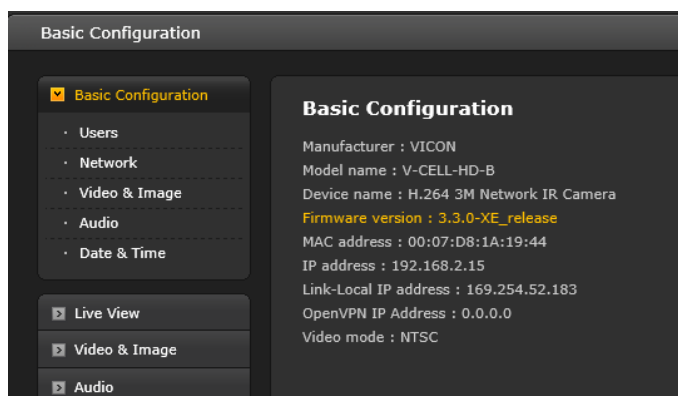 Basic Configuration
Basic Configuration
· Users
· Network
· Video & Image
· Audio
· Date & Time
Live View
Video & Image
Audio
Basic Configuration
Manufacturer : VICON
Model name : V-CELL-HD-B
Device name : H.264 3M Network IR Camera
Firmware version : 3.3.0-XE_release
MAC address : 00:07:D8:1A:19:44
IP address : 192.168.2.15
Link-Local IP address : 169.254.52.183
OpenVPN IP Address : 0.0.0.0
Video mode : NTSC